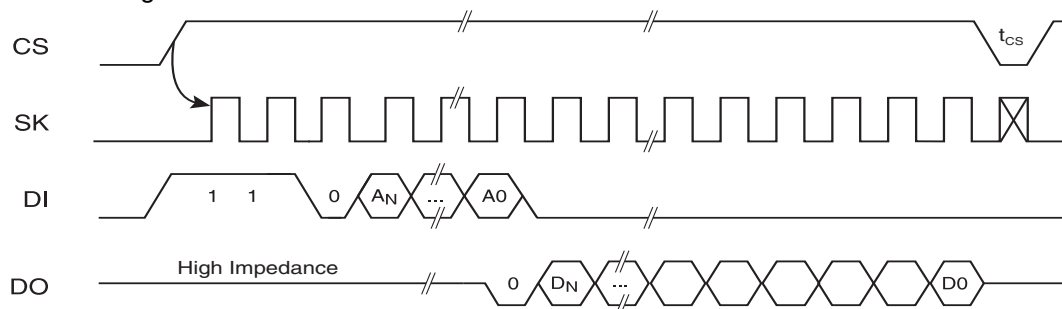 CS
t_CS
SK
DI
1 1 0 A_N ... A0
High Impedance
DO
0 D_N ... D0